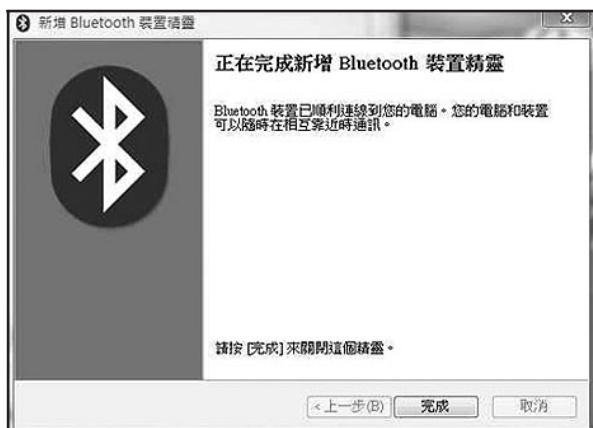 新增 Bluetooth 裝置精靈
正在完成新增 Bluetooth 裝置精靈
Bluetooth 裝置已順利連線到您的電腦。您的電腦和裝置
可以隨時在相互靠近時通訊。
請按 [完成] 來關閉這個精靈。
<上一步(B) 完成 取消